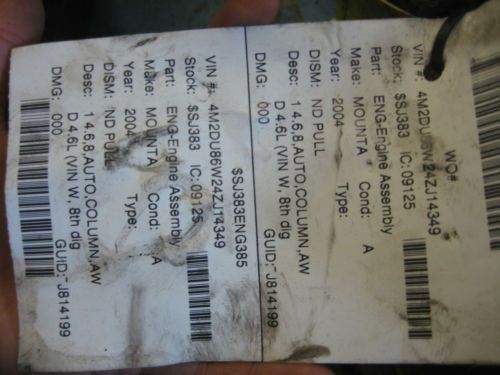 WO#
VIN #: 4M2DU86W24ZJ14349
Stock: $SJ383 IC: 09125
Part: ENG-Engine Assembly
Make: MOUNTA Cond: A
Year: 2004 Type:
DISM: ND PULL
Desc: 1 4.6,8,AUTO,COLUMN,AW
D 4.6L (VIN W, 8th dig
DMG: 000 GUID: J814199
$SJ383ENG385
VIN #: 4M2DU86W24ZJ14349
Stock: $SJ383 IC: 09125
Part: ENG-Engine Assembly
Make: MOUNTA Cond: A
Year: 2004 Type:
DISM: ND PULL
Desc: 1 4.6,8,AUTO,COLUMN,AW
D 4.6L (VIN W, 8th dig
DMG: 000 GUID: J814199